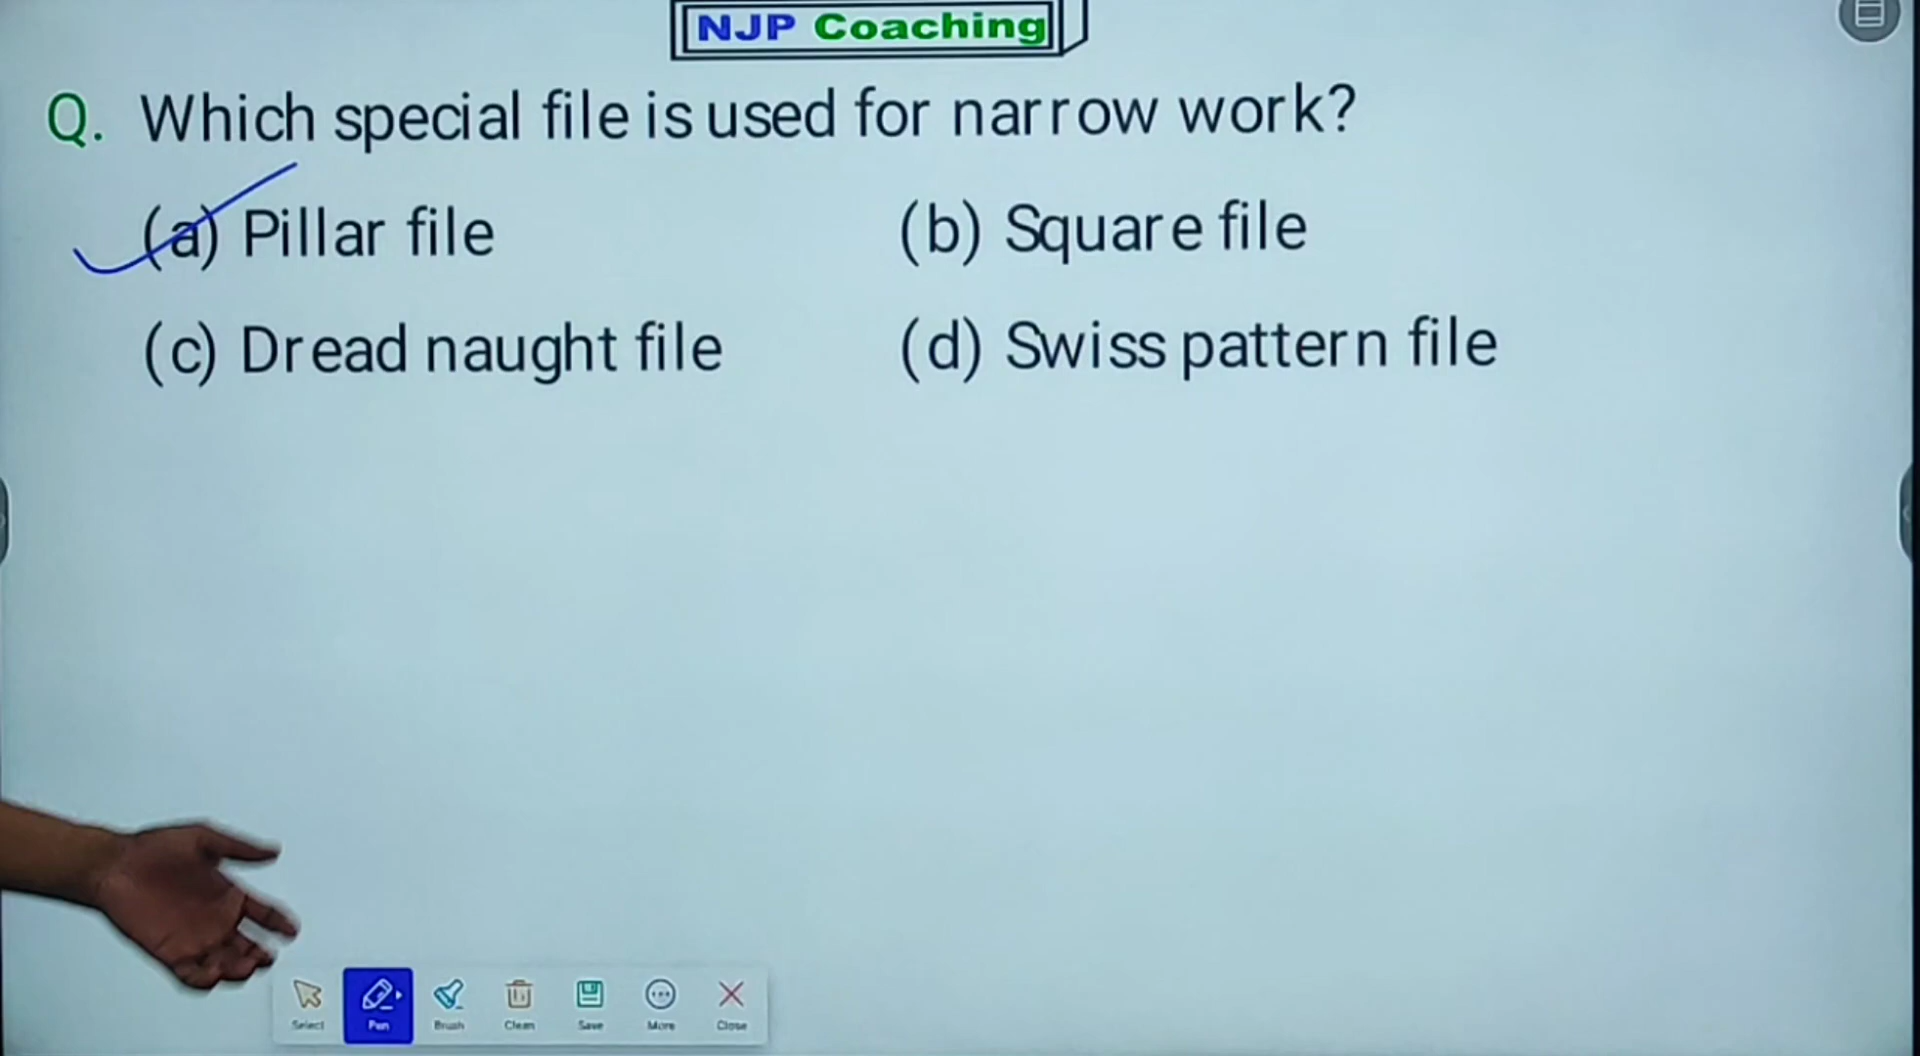 NJP Coaching
Q. Which special file is used for narrow work?
(a) Pillar file
(b) Square file
(c) Dread naught file
(d) Swiss pattern file
Select
Pen
Brush
Clean
Save
More
Close